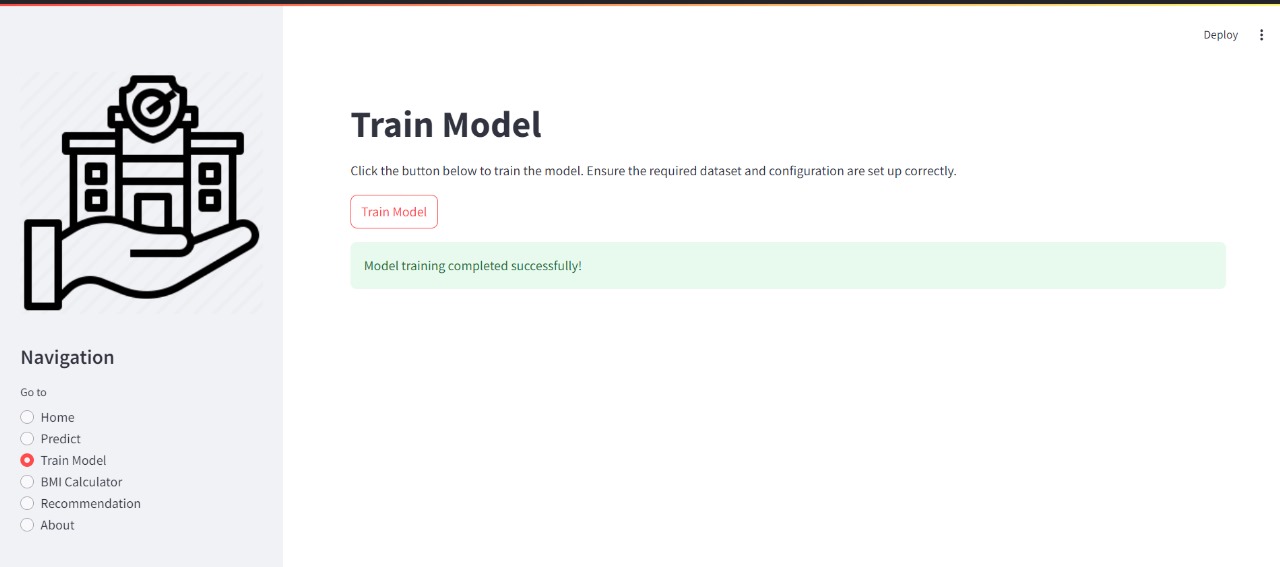 Deploy
Navigation
Go to
Home
Predict
Train Model
BMI Calculator
Recommendation
About
Train Model
Click the button below to train the model. Ensure the required dataset and configuration are set up correctly.
Train Model
Model training completed successfully!